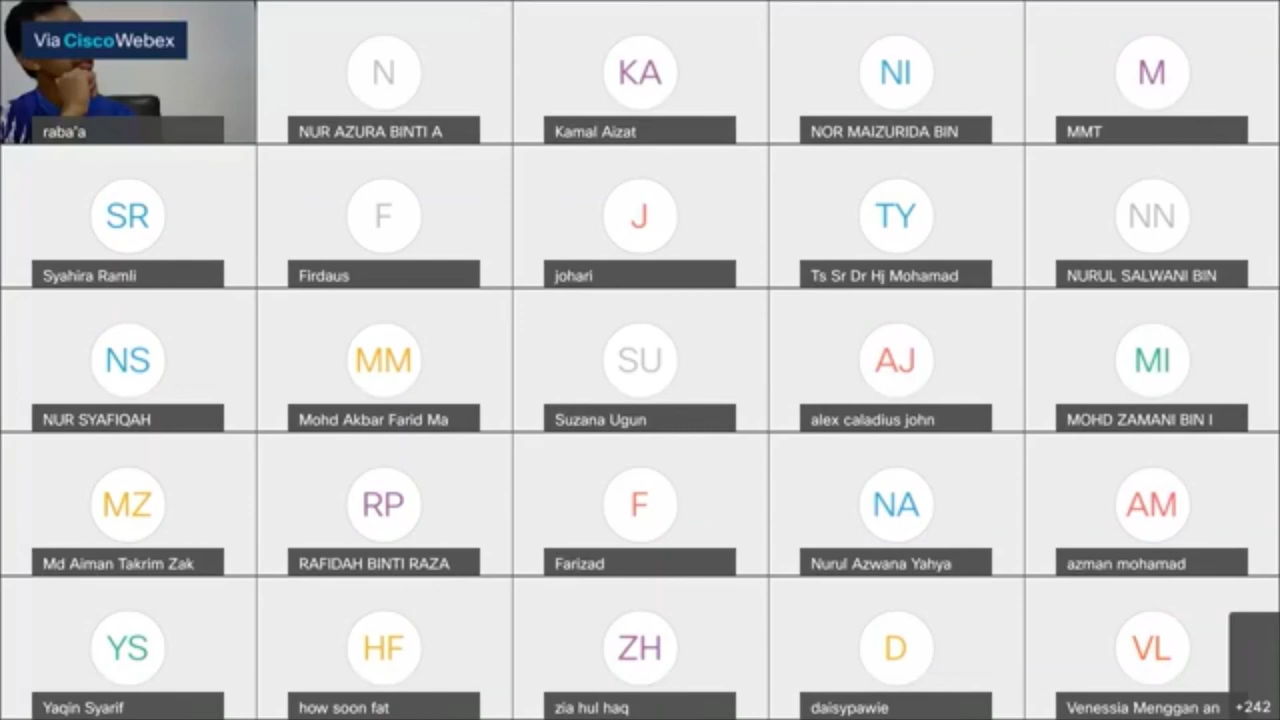 Via Cisco Webex
raba'a
N
NUR AZURA BINTI A
KA
Kamal Aizat
NI
NOR MAIZURIDA BIN
M
MMT
SR
Syahira Ramli
F
Firdaus
J
johari
TY
Ts Sr Dr Hj Mohamad
NN
NURUL SALWANI BIN
NS
NUR SYAFIQAH
MM
Mohd Akbar Farid Ma
SU
Suzana Ugun
AJ
alex caladius john
MI
MOHD ZAMANI BIN I
MZ
Md Aiman Takrim Zak
RP
RAFIDAH BINTI RAZA
F
Farizad
NA
Nurul Azwana Yahya
AM
azman mohamad
YS
Yaqin Syarif
HF
how soon fat
ZH
zia hul haq
D
daisypawie
VL
Venessia Menggan an
+242